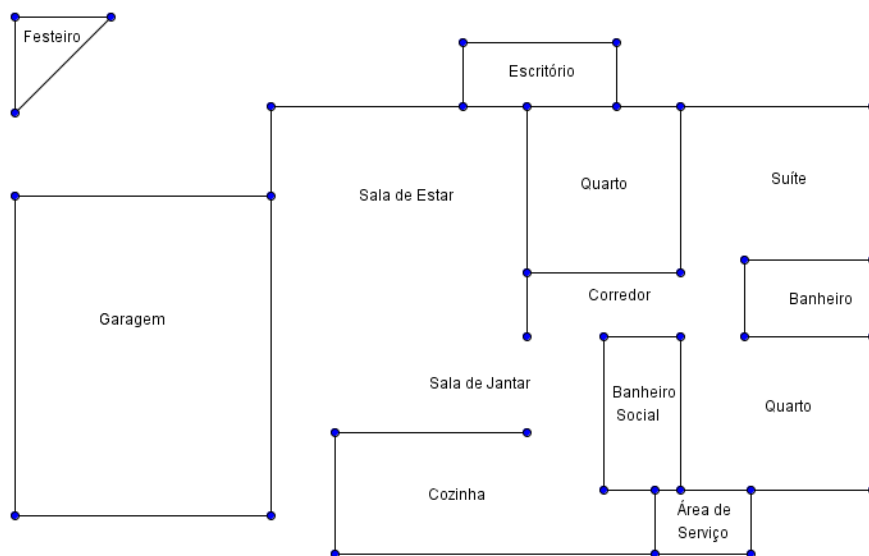 Festeiro
Escritório
Sala de Estar
Quarto
Suíte
Corredor
Banheiro
Garagem
Sala de Jantar
Banheiro
Social
Quarto
Cozinha
Área de
Serviço